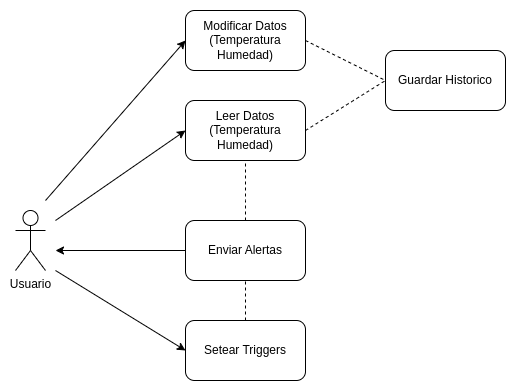 Modificar Datos
(Temperatura
Humedad)
Guardar Historico
Leer Datos
(Temperatura
Humedad)
Enviar Alertas
Usuario
Setear Triggers